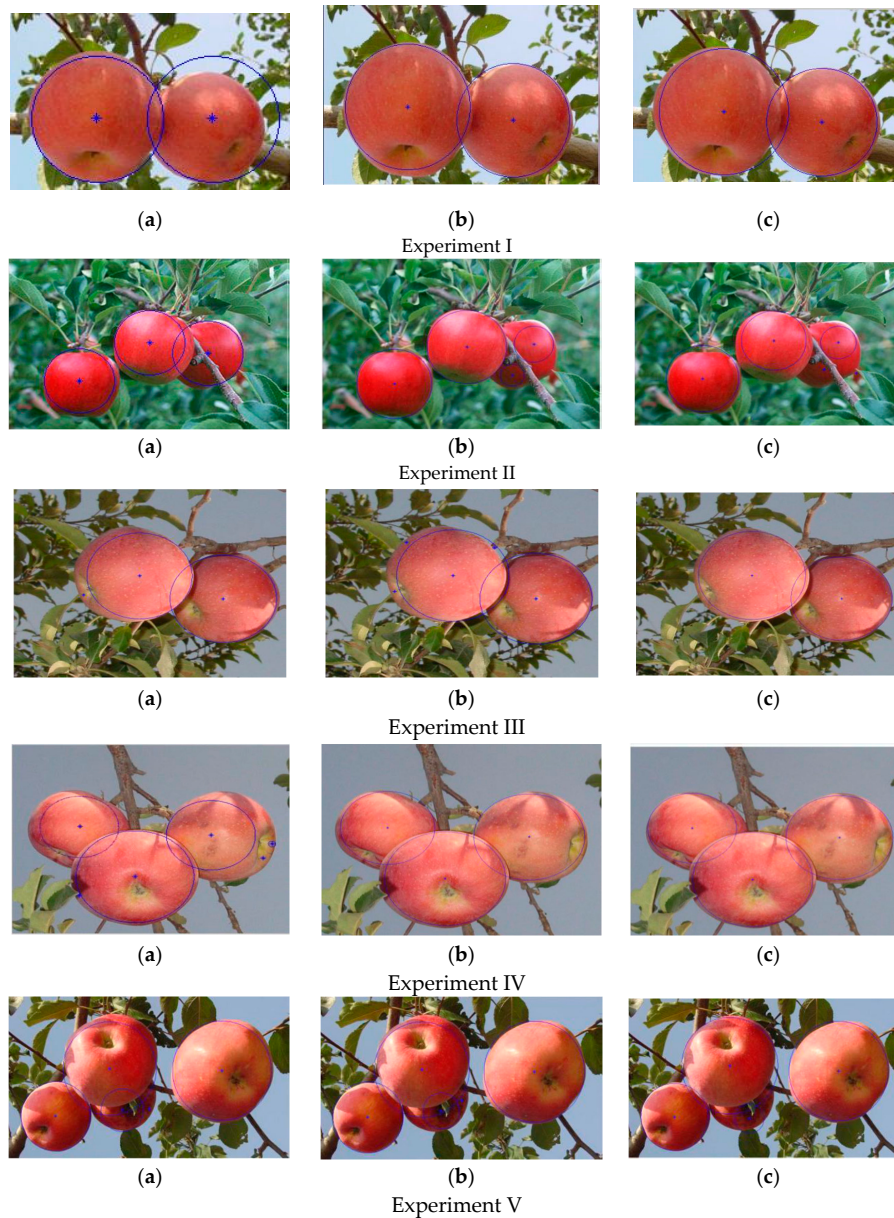 (a) (b) (c)
Experiment I
(a) (b) (c)
Experiment II
(a) (b) (c)
Experiment III
(a) (b) (c)
Experiment IV
(a) (b) (c)
Experiment V